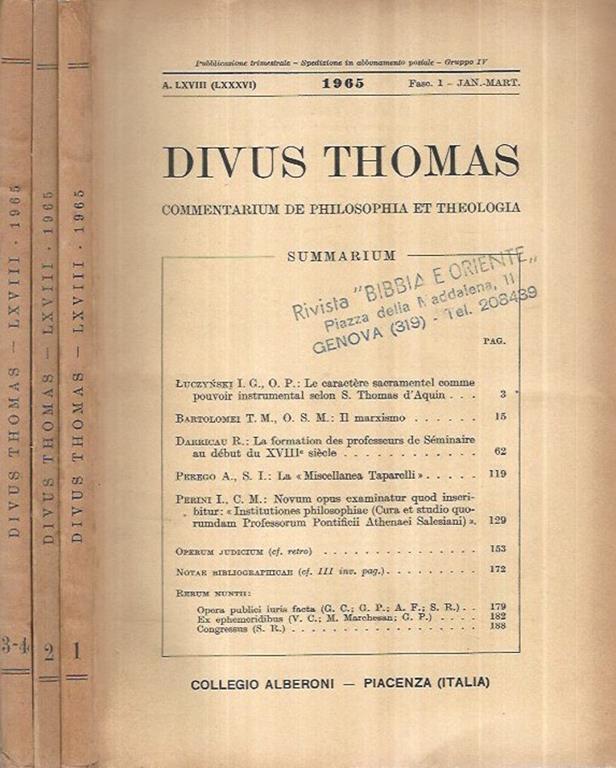 DIVUS THOMAS — LXVIII · 1965
3-4
DIVUS THOMAS — LXVIII · 1965
2
DIVUS THOMAS — LXVIII · 1965
1
Pubblicazione trimestrale – Spedizione in abbonamento postale – Gruppo IV
A. LXVIII (LXXXVI) 1965 Fasc. 1 – JAN.-MART.
DIVUS THOMAS
COMMENTARIUM DE PHILOSOPHIA ET THEOLOGIA
SUMMARIUM
Rivista "BIBBIA E ORIENTE"
Piazza della Maddalena, 11
GENOVA (319) - Tel. 208439
PAG.
ŁUCZYŃSKI I. G., O. P.: Le caractère sacramentel comme
pouvoir instrumental selon S. Thomas d'Aquin . . . 3
BARTOLOMEI T. M., O. S. M.: Il marxismo . . . . . . 15
DARRICAU R.: La formation des professeurs de Séminaire
au début du XVIIIe siècle . . . . . . . . . . . . 62
PEREGO A., S. I.: La « Miscellanea Taparelli » . . . . . 119
PERINI I., C. M.: Novum opus examinatur quod inscri-
bitur: « Institutiones philosophiae (Cura et studio quo-
rumdam Professorum Pontificii Athenaei Salesiani) ». 129
OPERUM JUDICIUM (cf. retro) . . . . . . . . . . . . . . 153
NOTAE BIBLIOGRAPHICAE (cf. III inv. pag.) . . . . . . . . 172
RERUM NUNTII:
Opera publici iuris facta (G. C.; G. P.; A. F.; S. R.) . . 179
Ex ephemeridibus (V. C.; M. Marchesan; G. P.) . . . . 182
Congressus (S. R.) . . . . . . . . . . . . . . . . . . 188
COLLEGIO ALBERONI — PIACENZA (ITALIA)